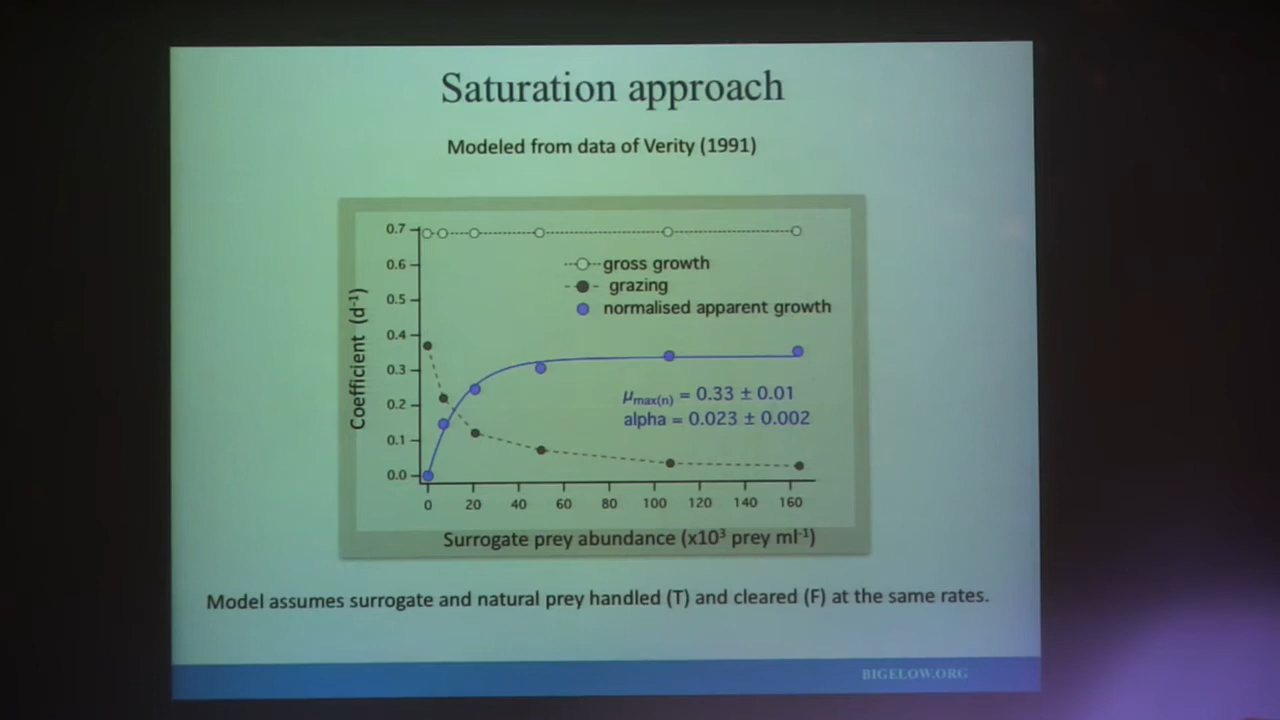 Saturation approach
Modeled from data of Verity (1991)
0.7
0.6
0.5
0.4
0.3
0.2
0.1
0.0
Coefficient (d⁻¹)
gross growth
grazing
normalised apparent growth
μmax(n) = 0.33 ± 0.01
alpha = 0.023 ± 0.002
0 20 40 60 80 100 120 140 160
Surrogate prey abundance (x10³ prey ml⁻¹)
Model assumes surrogate and natural prey handled (T) and cleared (F) at the same rates.
BIGELOW.ORG